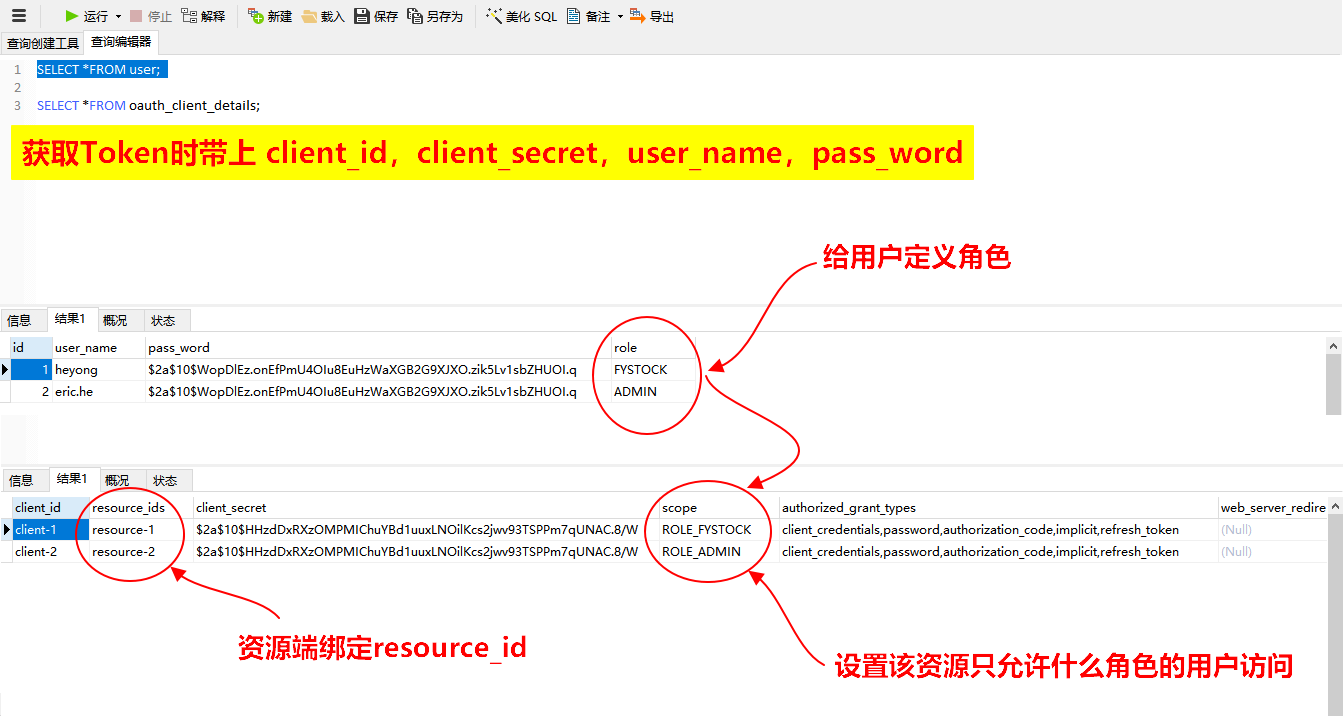 运行 停止 解释 新建 载入 保存 另存为 美化 SQL 备注 导出
查询创建工具 查询编辑器
1 SELECT *FROM user;
2
3 SELECT *FROM oauth_client_details;
获取Token时带上 client_id，client_secret，user_name，pass_word
给用户定义角色
信息 结果1 概况 状态
id user_name pass_word role
1 heyong $2a$10$WopDlEz.onEfPmU4OIu8EuHzWaXGB2G9XJXO.zik5Lv1sbZHUOI.q FYSTOCK
2 eric.he $2a$10$WopDlEz.onEfPmU4OIu8EuHzWaXGB2G9XJXO.zik5Lv1sbZHUOI.q ADMIN
信息 结果1 概况 状态
client_id resource_ids client_secret scope authorized_grant_types web_server_redire
client-1 resource-1 $2a$10$HHzdDxRXzOMPMIChuYBd1uuxLNOilKcs2jwv93TSPPm7qUNAC.8/W ROLE_FYSTOCK client_credentials,password,authorization_code,implicit,refresh_token (Null)
client-2 resource-2 $2a$10$HHzdDxRXzOMPMIChuYBd1uuxLNOilKcs2jwv93TSPPm7qUNAC.8/W ROLE_ADMIN client_credentials,password,authorization_code,implicit,refresh_token (Null)
资源端绑定resource_id
设置该资源只允许什么角色的用户访问